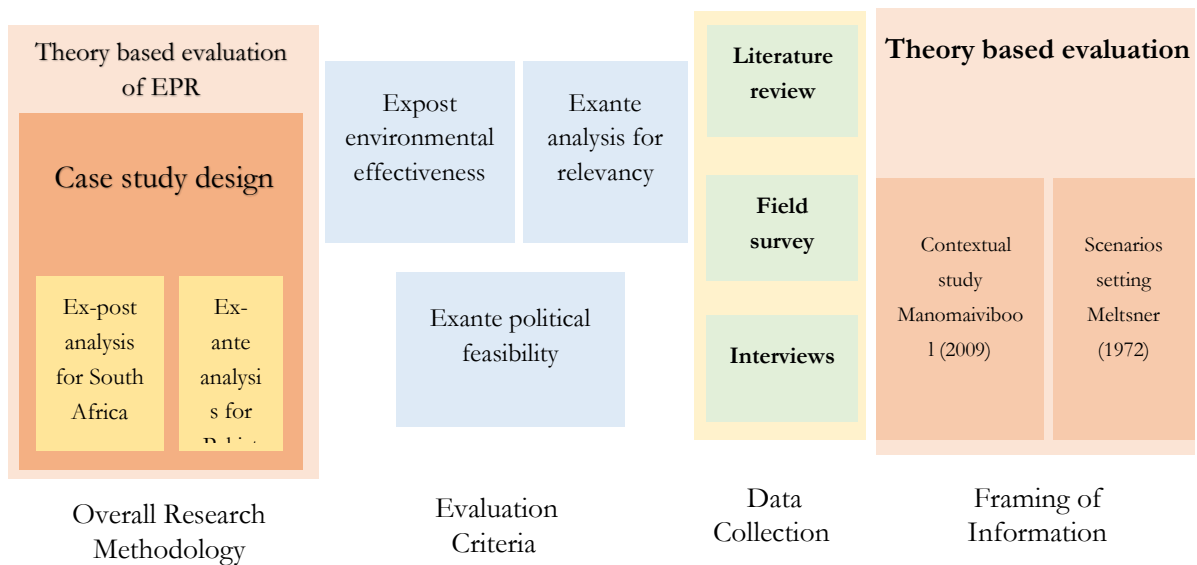 Theory based evaluation
of EPR
Case study design
Ex-post
analysis
for South
Africa
Ex-
ante
analysi
s for
Expost
environmental
effectiveness
Exante
analysis for
relevancy
Exante political
feasibility
Literature
review
Field
survey
Interviews
Theory based evaluation
Contextual
study
Manomaiviboo
l (2009)
Scenarios
setting
Meltsner
(1972)
Overall Research
Methodology
Evaluation
Criteria
Data
Collection
Framing of
Information